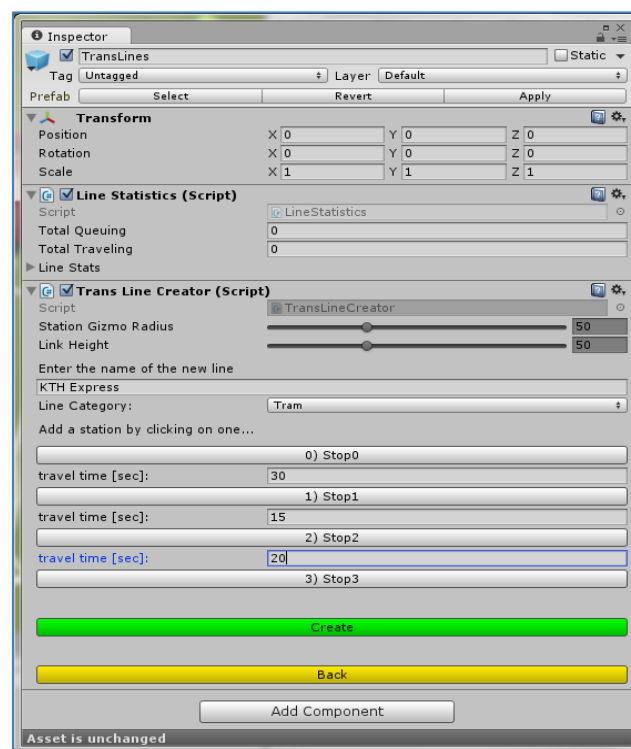 Inspector
TransLines Static
Tag Untagged Layer Default
Prefab Select Revert Apply
Transform
Position X 0 Y 0 Z 0
Rotation X 0 Y 0 Z 0
Scale X 1 Y 1 Z 1
Line Statistics (Script)
Script LineStatistics
Total Queuing 0
Total Traveling 0
Line Stats
Trans Line Creator (Script)
Script TransLineCreator
Station Gizmo Radius 50
Link Height 50
Enter the name of the new line
KTH Express
Line Category: Tram
Add a station by clicking on one...
0) Stop0
travel time [sec]: 30
1) Stop1
travel time [sec]: 15
2) Stop2
travel time [sec]: 20
3) Stop3
Create
Back
Add Component
Asset is unchanged